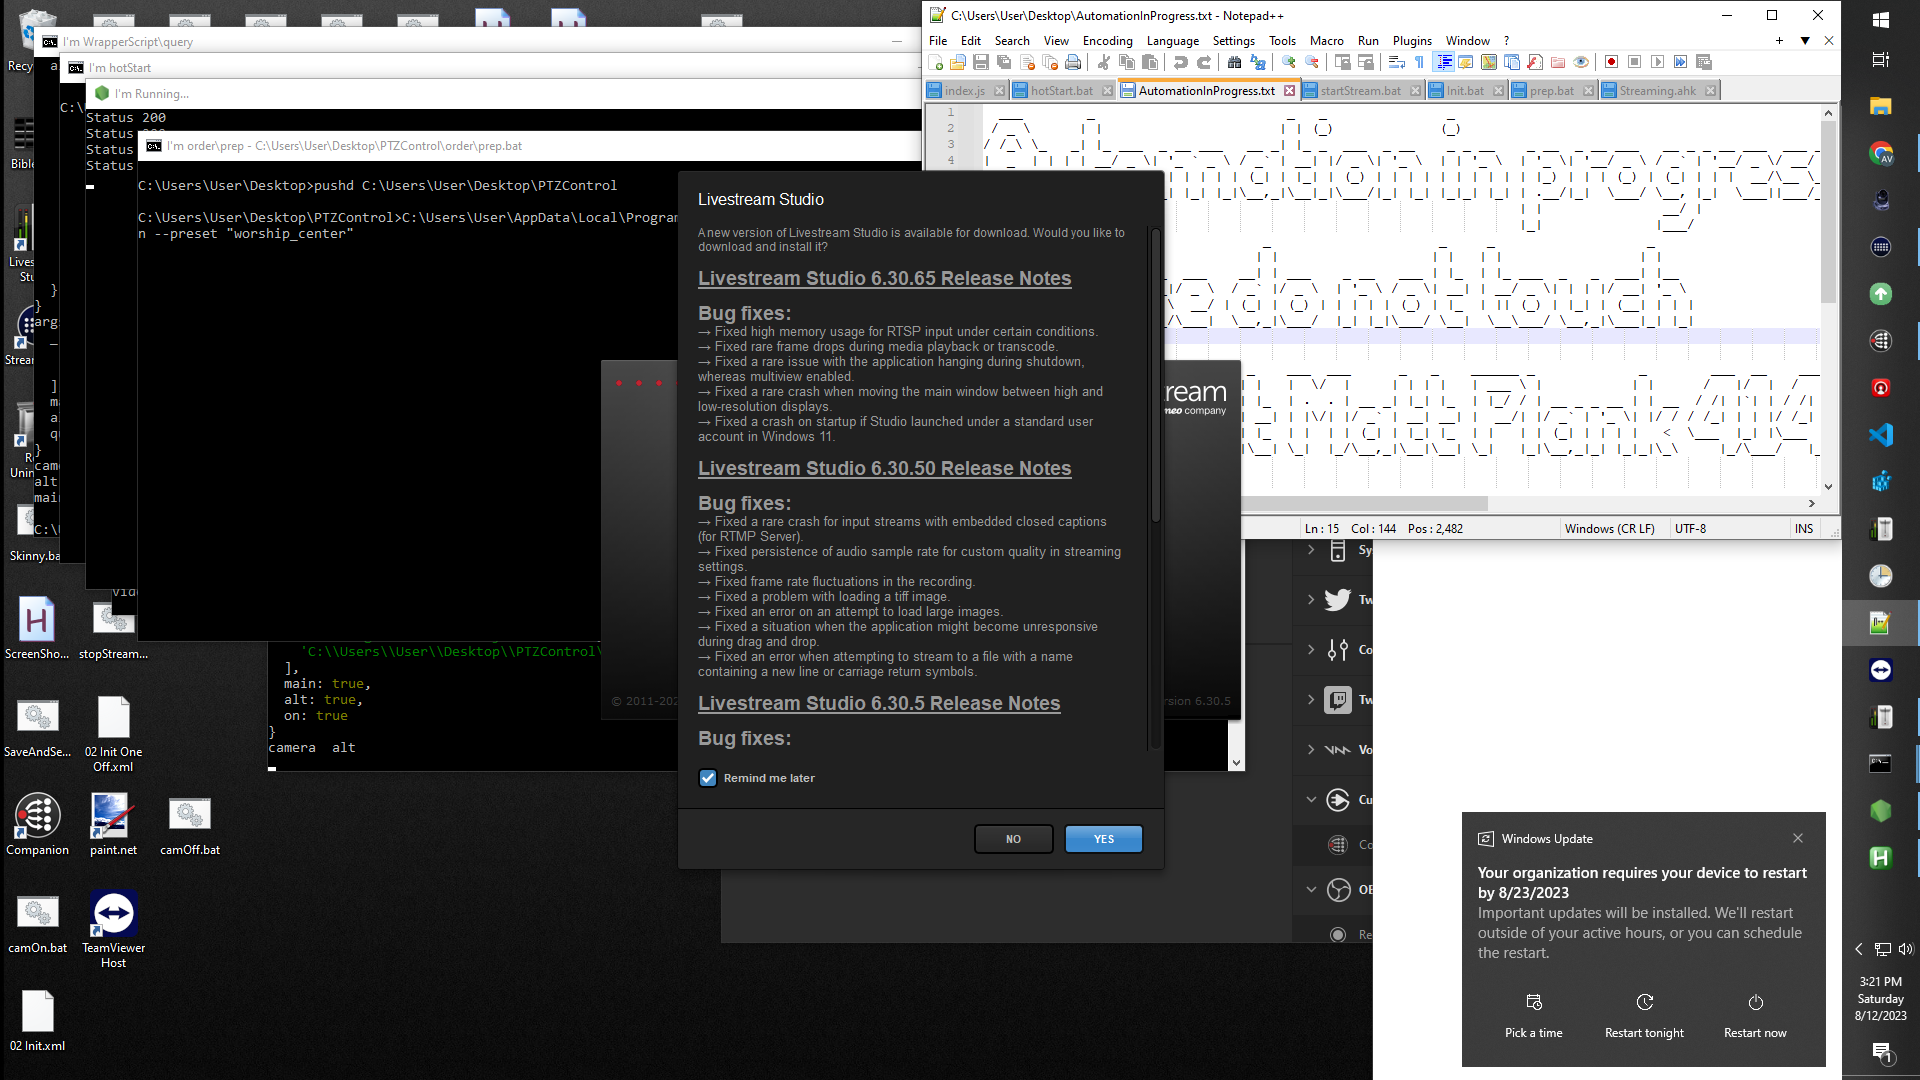 I'm WrapperScript\query
I'm hotStart
I'm Running...
Status 200
Status
Status
Status
I'm order\prep - C:\Users\User\Desktop\PTZControl\order\prep.bat
C:\Users\User\Desktop>pushd C:\Users\User\Desktop\PTZControl
C:\Users\User\Desktop\PTZControl>C:\Users\User\AppData\Local\Program
n --preset "worship_center"
'C:\\Users\\User\\Desktop\\PTZControl\
],
main: true,
alt: true,
on: true
}
camera  alt
C:\Users\User\Desktop\AutomationInProgress.txt - Notepad++
File Edit Search View Encoding Language Settings Tools Macro Run Plugins Window ?
index.js hotStart.bat AutomationInProgress.txt startStream.bat Init.bat prep.bat Streaming.ahk
1
2
3
4
Automation in progres
do not touch
Matt Plank
Ln : 15 Col : 144 Pos : 2,482 Windows (CR LF) UTF-8 INS
Livestream Studio
A new version of Livestream Studio is available for download. Would you like to
download and install it?
Livestream Studio 6.30.65 Release Notes
Bug fixes:
→ Fixed high memory usage for RTSP input under certain conditions.
→ Fixed rare frame drops during media playback or transcode.
→ Fixed a rare issue with the application hanging during shutdown,
whereas multiview enabled.
→ Fixed a rare crash when moving the main window between high and
low-resolution displays.
→ Fixed a crash on startup if Studio launched under a standard user
account in Windows 11.
Livestream Studio 6.30.50 Release Notes
Bug fixes:
→ Fixed a rare crash for input streams with embedded closed captions
(for RTMP Server).
→ Fixed persistence of audio sample rate for custom quality in streaming
settings.
→ Fixed frame rate fluctuations in the recording.
→ Fixed a problem with loading a tiff image.
→ Fixed an error on an attempt to load large images.
→ Fixed a situation when the application might become unresponsive
during drag and drop.
→ Fixed an error when attempting to stream to a file with a name
containing a new line or carriage return symbols.
Livestream Studio 6.30.5 Release Notes
Bug fixes:
Remind me later
NO YES
ream
meo company
© 2011-20
rsion 6.30.5
Sy
Tw
Co
Tw
Vo
Cu
Co
OB
Re
Windows Update
Your organization requires your device to restart
by 8/23/2023
Important updates will be installed. We'll restart
outside of your active hours, or you can schedule
the restart.
Pick a time Restart tonight Restart now
Skinny.ba
ScreenSho... stopStream...
SaveAndSe... 02 Init One
Off.xml
Companion paint.net camOff.bat
camOn.bat TeamViewer
Host
02 Init.xml
3:21 PM
Saturday
8/12/2023
1